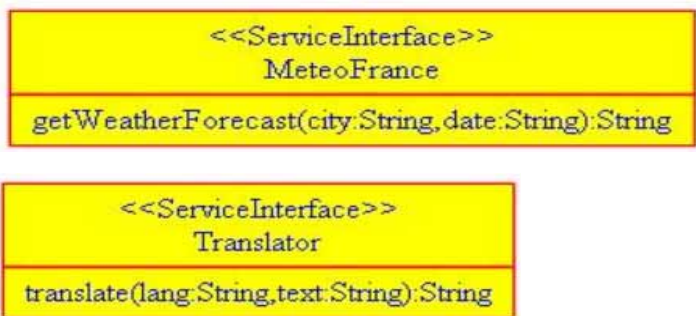 <<ServiceInterface>>
MeteoFrance
getWeatherForecast(city:String,date:String):String
<<ServiceInterface>>
Translator
translate(lang:String,text:String):String